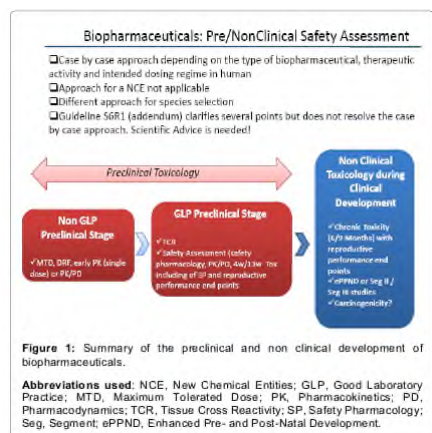 Biopharmaceuticals: Pre/NonClinical Safety Assessment
❑Case by case approach depending on the type of biopharmaceutical, therapeutic
activity and intended dosing regime in human
❑Approach for a NCE not applicable
❑Different approach for species selection
❑Guideline S6R1 (addendum) clarifies several points but does not resolve the case
by case approach. Scientific Advice is needed!
Preclinical Toxicology
Non GLP
Preclinical Stage
✓MTD, DRF, early PK (single
dose) or PK/PD
GLP Preclinical Stage
✓TCR
✓Safety Assessment (safety
pharmacology, PK/PD, 4w/13w Tox
including of SP and reproductive
performance end points
Non Clinical
Toxicology during
Clinical
Development
✓Chronic Toxicity
(6/9 Months) with
reproductive
performance end
points
✓ePPND or Seg II /
Seg III studies
✓Carcinogenicity?
Figure 1: Summary of the preclinical and non clinical development of
biopharmaceuticals.
Abbreviations used: NCE, New Chemical Entities; GLP, Good Laboratory
Practice; MTD, Maximum Tolerated Dose; PK, Pharmacokinetics; PD,
Pharmacodynamics; TCR, Tissue Cross Reactivity; SP, Safety Pharmacology;
Seg, Segment; ePPND, Enhanced Pre- and Post-Natal Development.